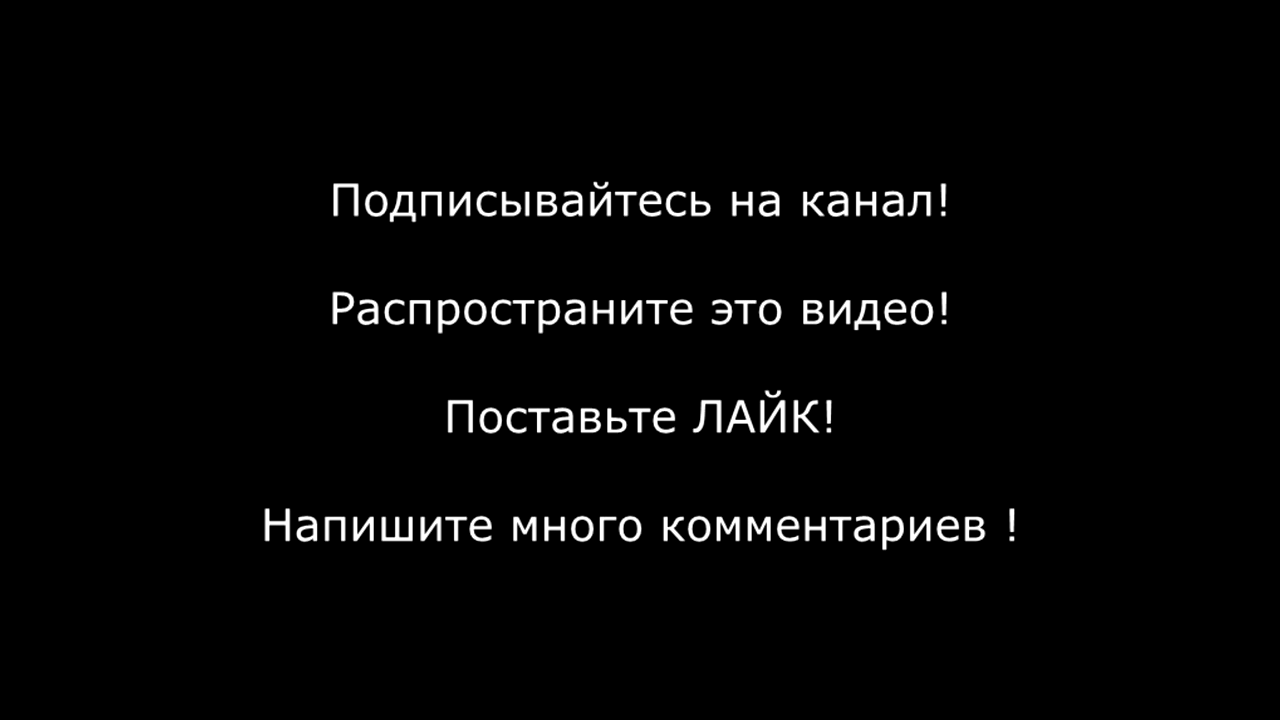 Подписывайтесь на канал!
Распространите это видео!
Поставьте ЛАЙК!
Напишите много комментариев !